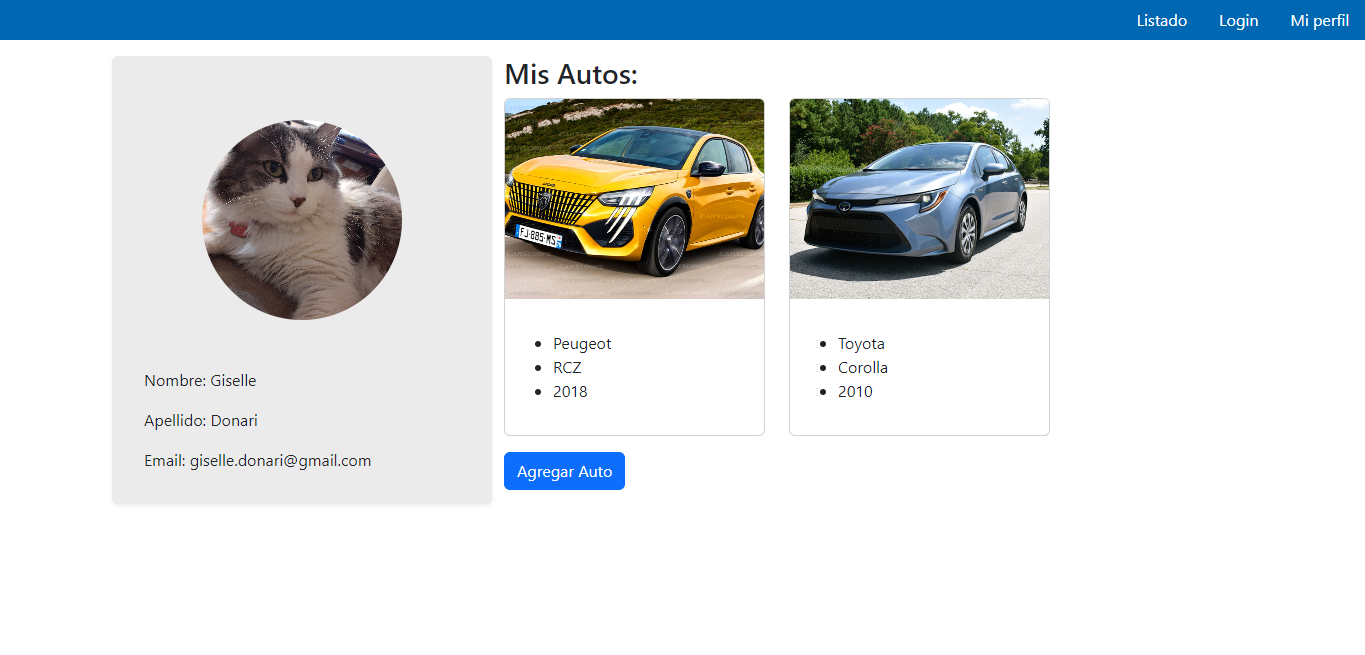 Listado Login Mi perfil
Mis Autos:
Nombre: Giselle
Apellido: Donari
Email: giselle.donari@gmail.com
FJ-885-MS
CARSCOOPS
Peugeot
RCZ
2018
Toyota
Corolla
2010
Agregar Auto